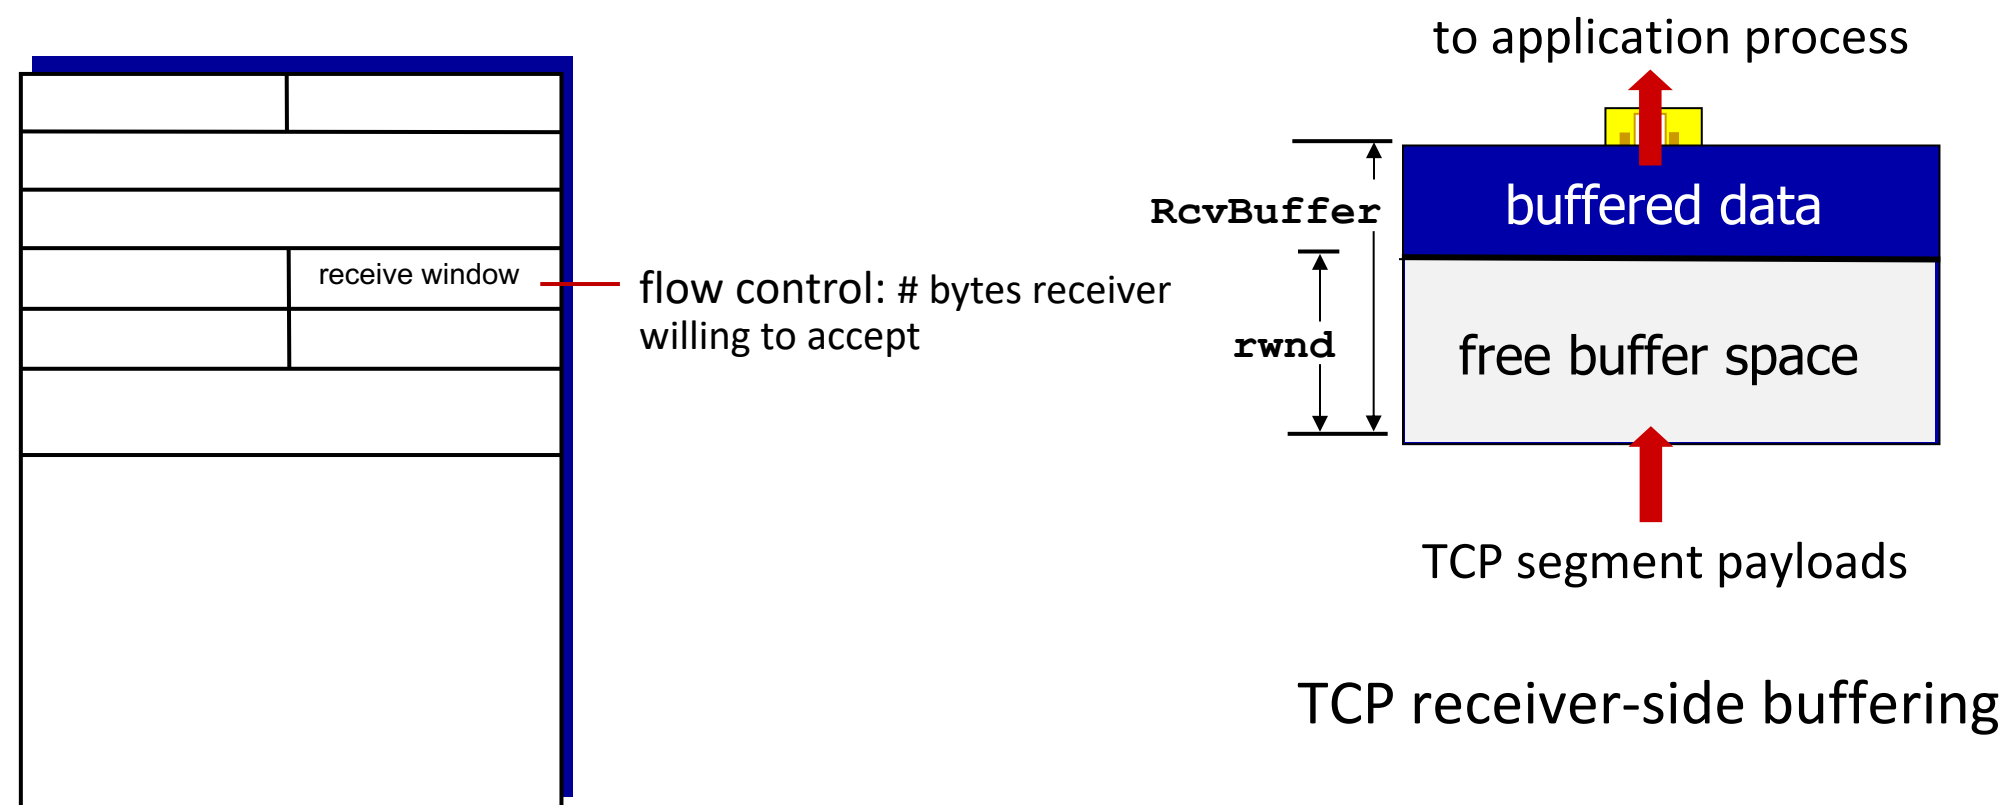 receive window
flow control: # bytes receiver
willing to accept
to application process
RcvBuffer
buffered data
rwnd
free buffer space
TCP segment payloads
TCP receiver-side buffering